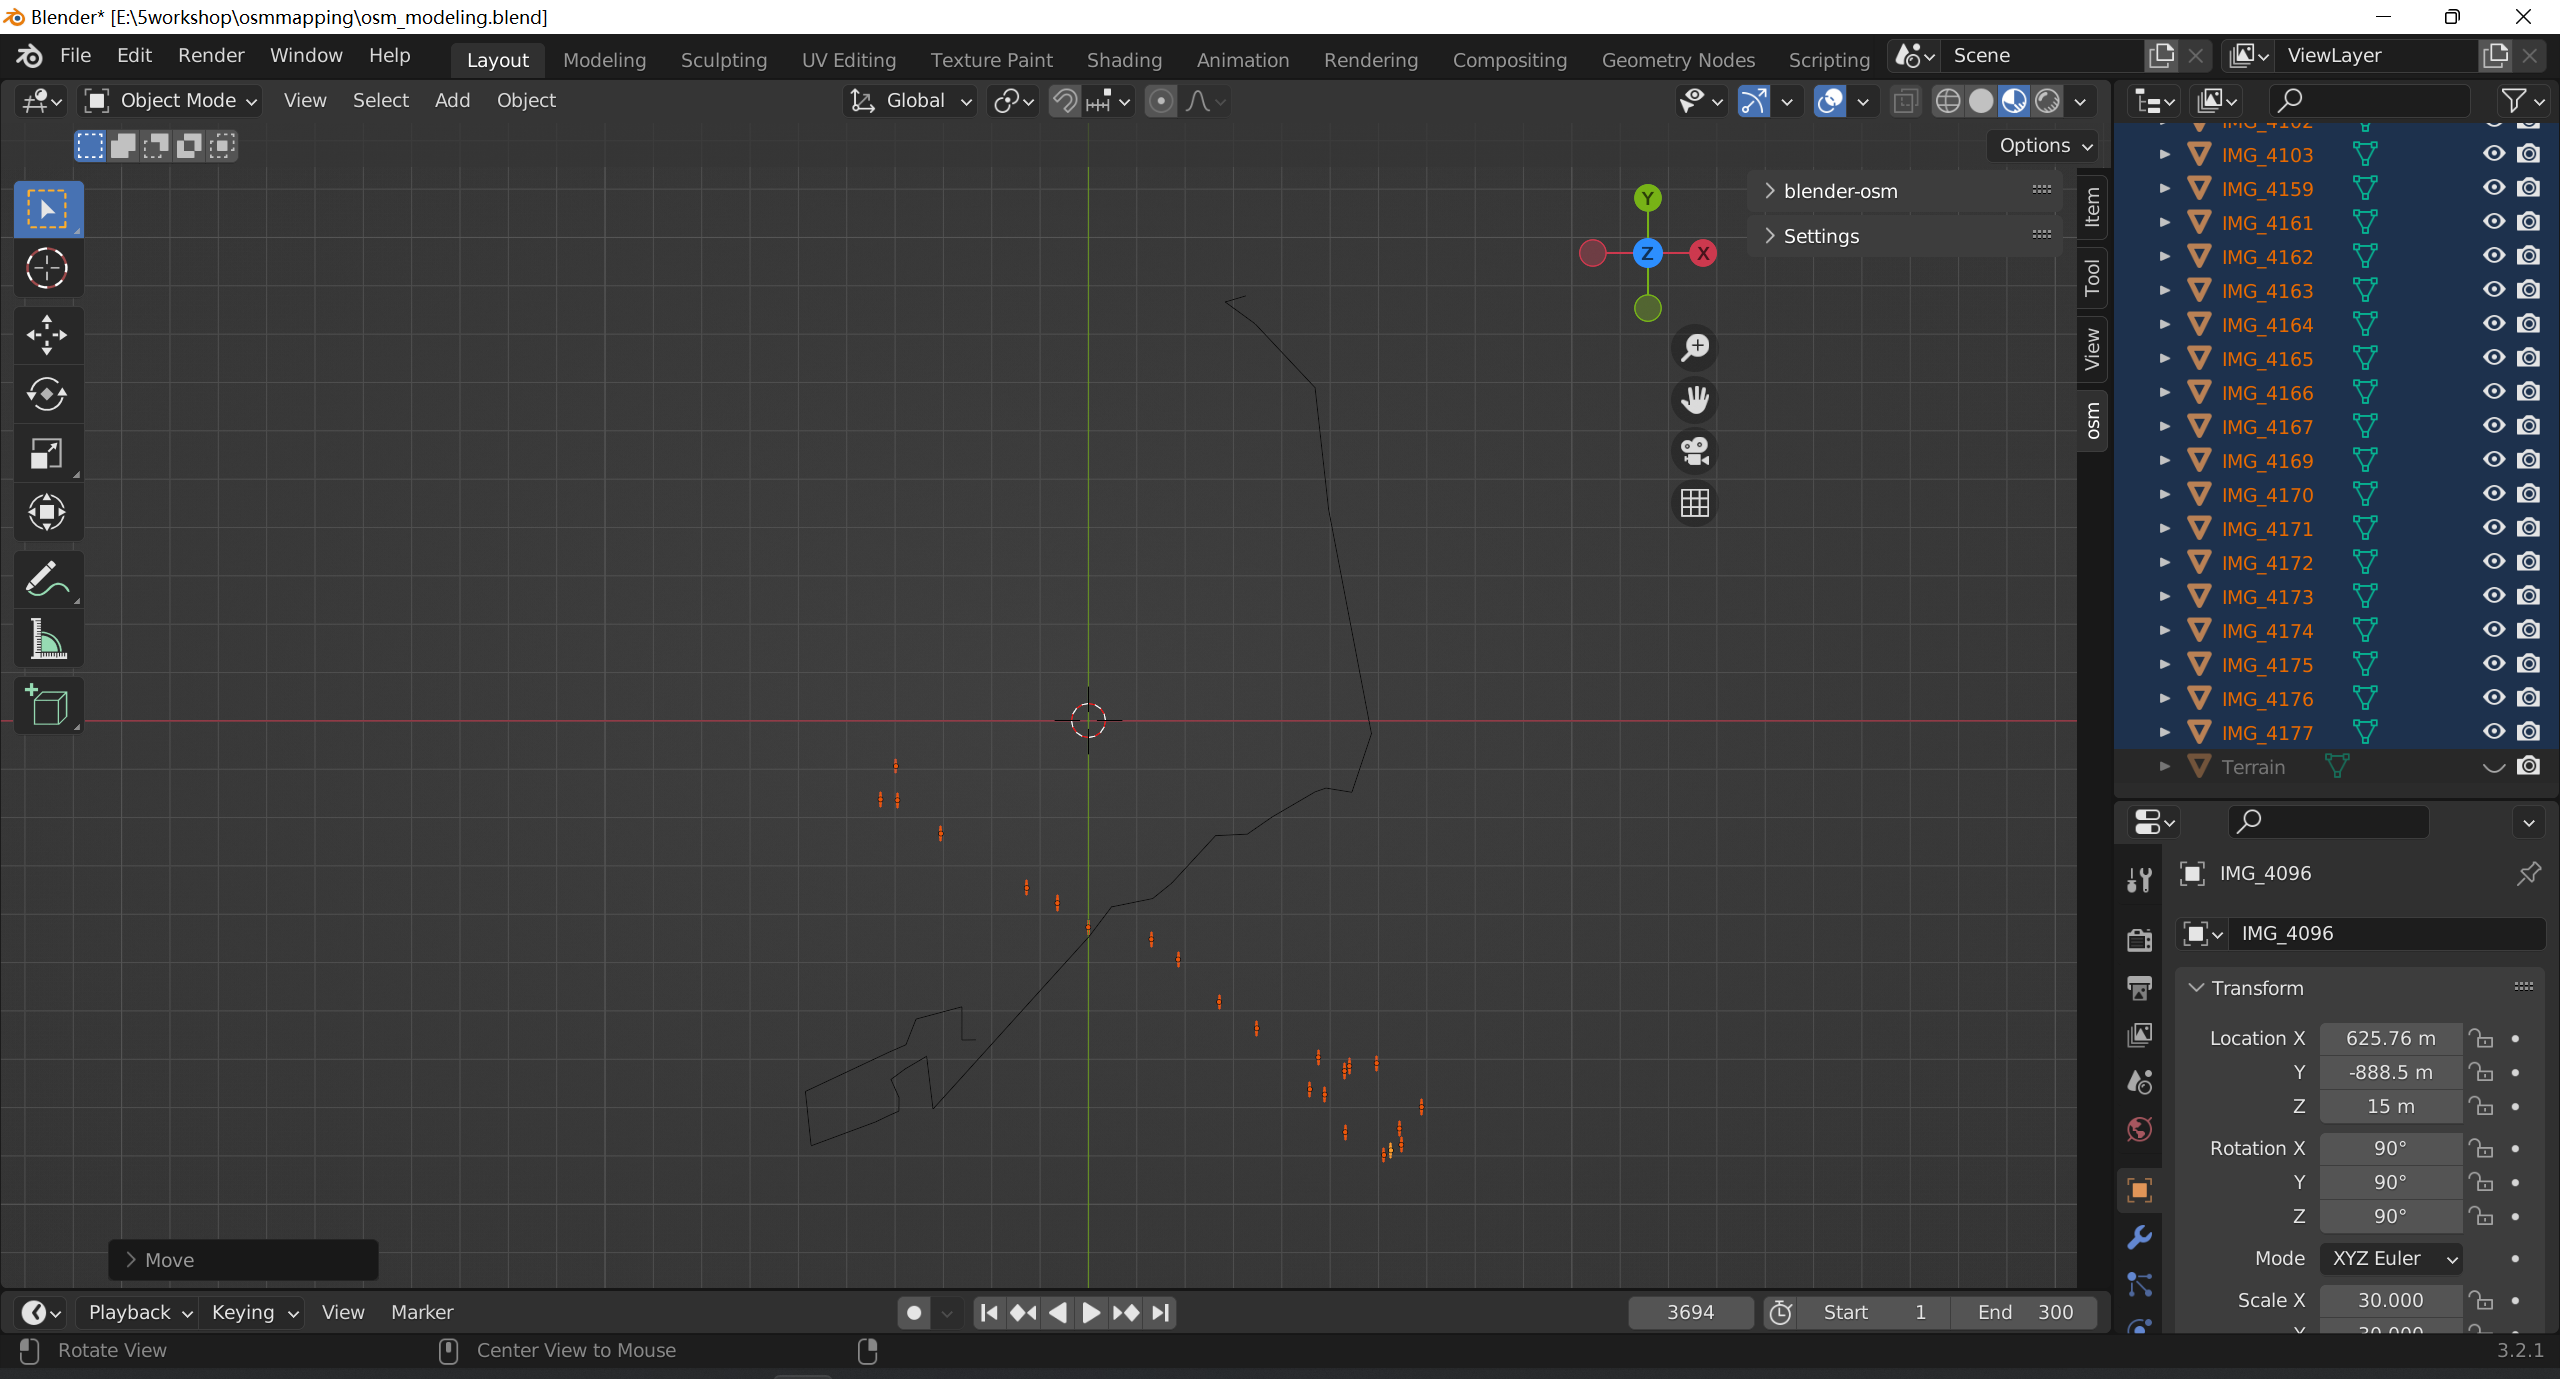 Blender* [E:\5workshop\osmmapping\osm_modeling.blend]
File Edit Render Window Help Layout Modeling Sculpting UV Editing Texture Paint Shading Animation Rendering Compositing Geometry Nodes Scripting Scene ViewLayer
Object Mode View Select Add Object Global
Options
blender-osm
Settings
Item
Tool
View
osm
Y
Z X
IMG_4102
IMG_4103
IMG_4159
IMG_4161
IMG_4162
IMG_4163
IMG_4164
IMG_4165
IMG_4166
IMG_4167
IMG_4169
IMG_4170
IMG_4171
IMG_4172
IMG_4173
IMG_4174
IMG_4175
IMG_4176
IMG_4177
Terrain
IMG_4096
IMG_4096
Transform
Location X 625.76 m
Y -888.5 m
Z 15 m
Rotation X 90°
Y 90°
Z 90°
Mode XYZ Euler
Scale X 30.000
Y 30.000
Move
Playback Keying View Marker 3694 Start 1 End 300
Rotate View Center View to Mouse 3.2.1